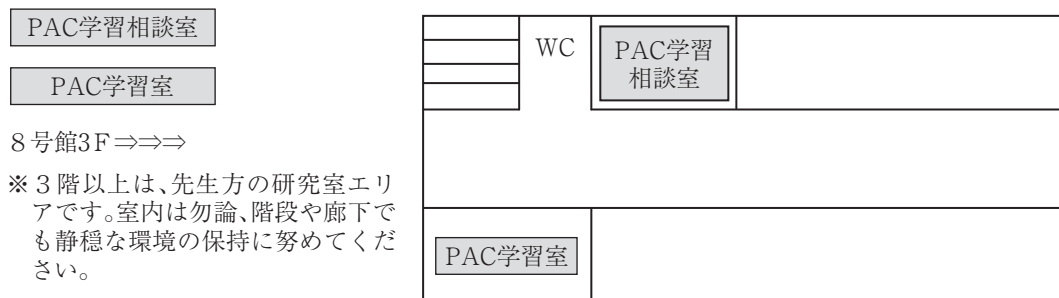 PAC学習相談室
PAC学習室
８号館3Ｆ⇒⇒⇒
※３階以上は、先生方の研究室エリ
アです。室内は勿論、階段や廊下で
も静穏な環境の保持に努めてくだ
さい。
WC
PAC学習
相談室
PAC学習室